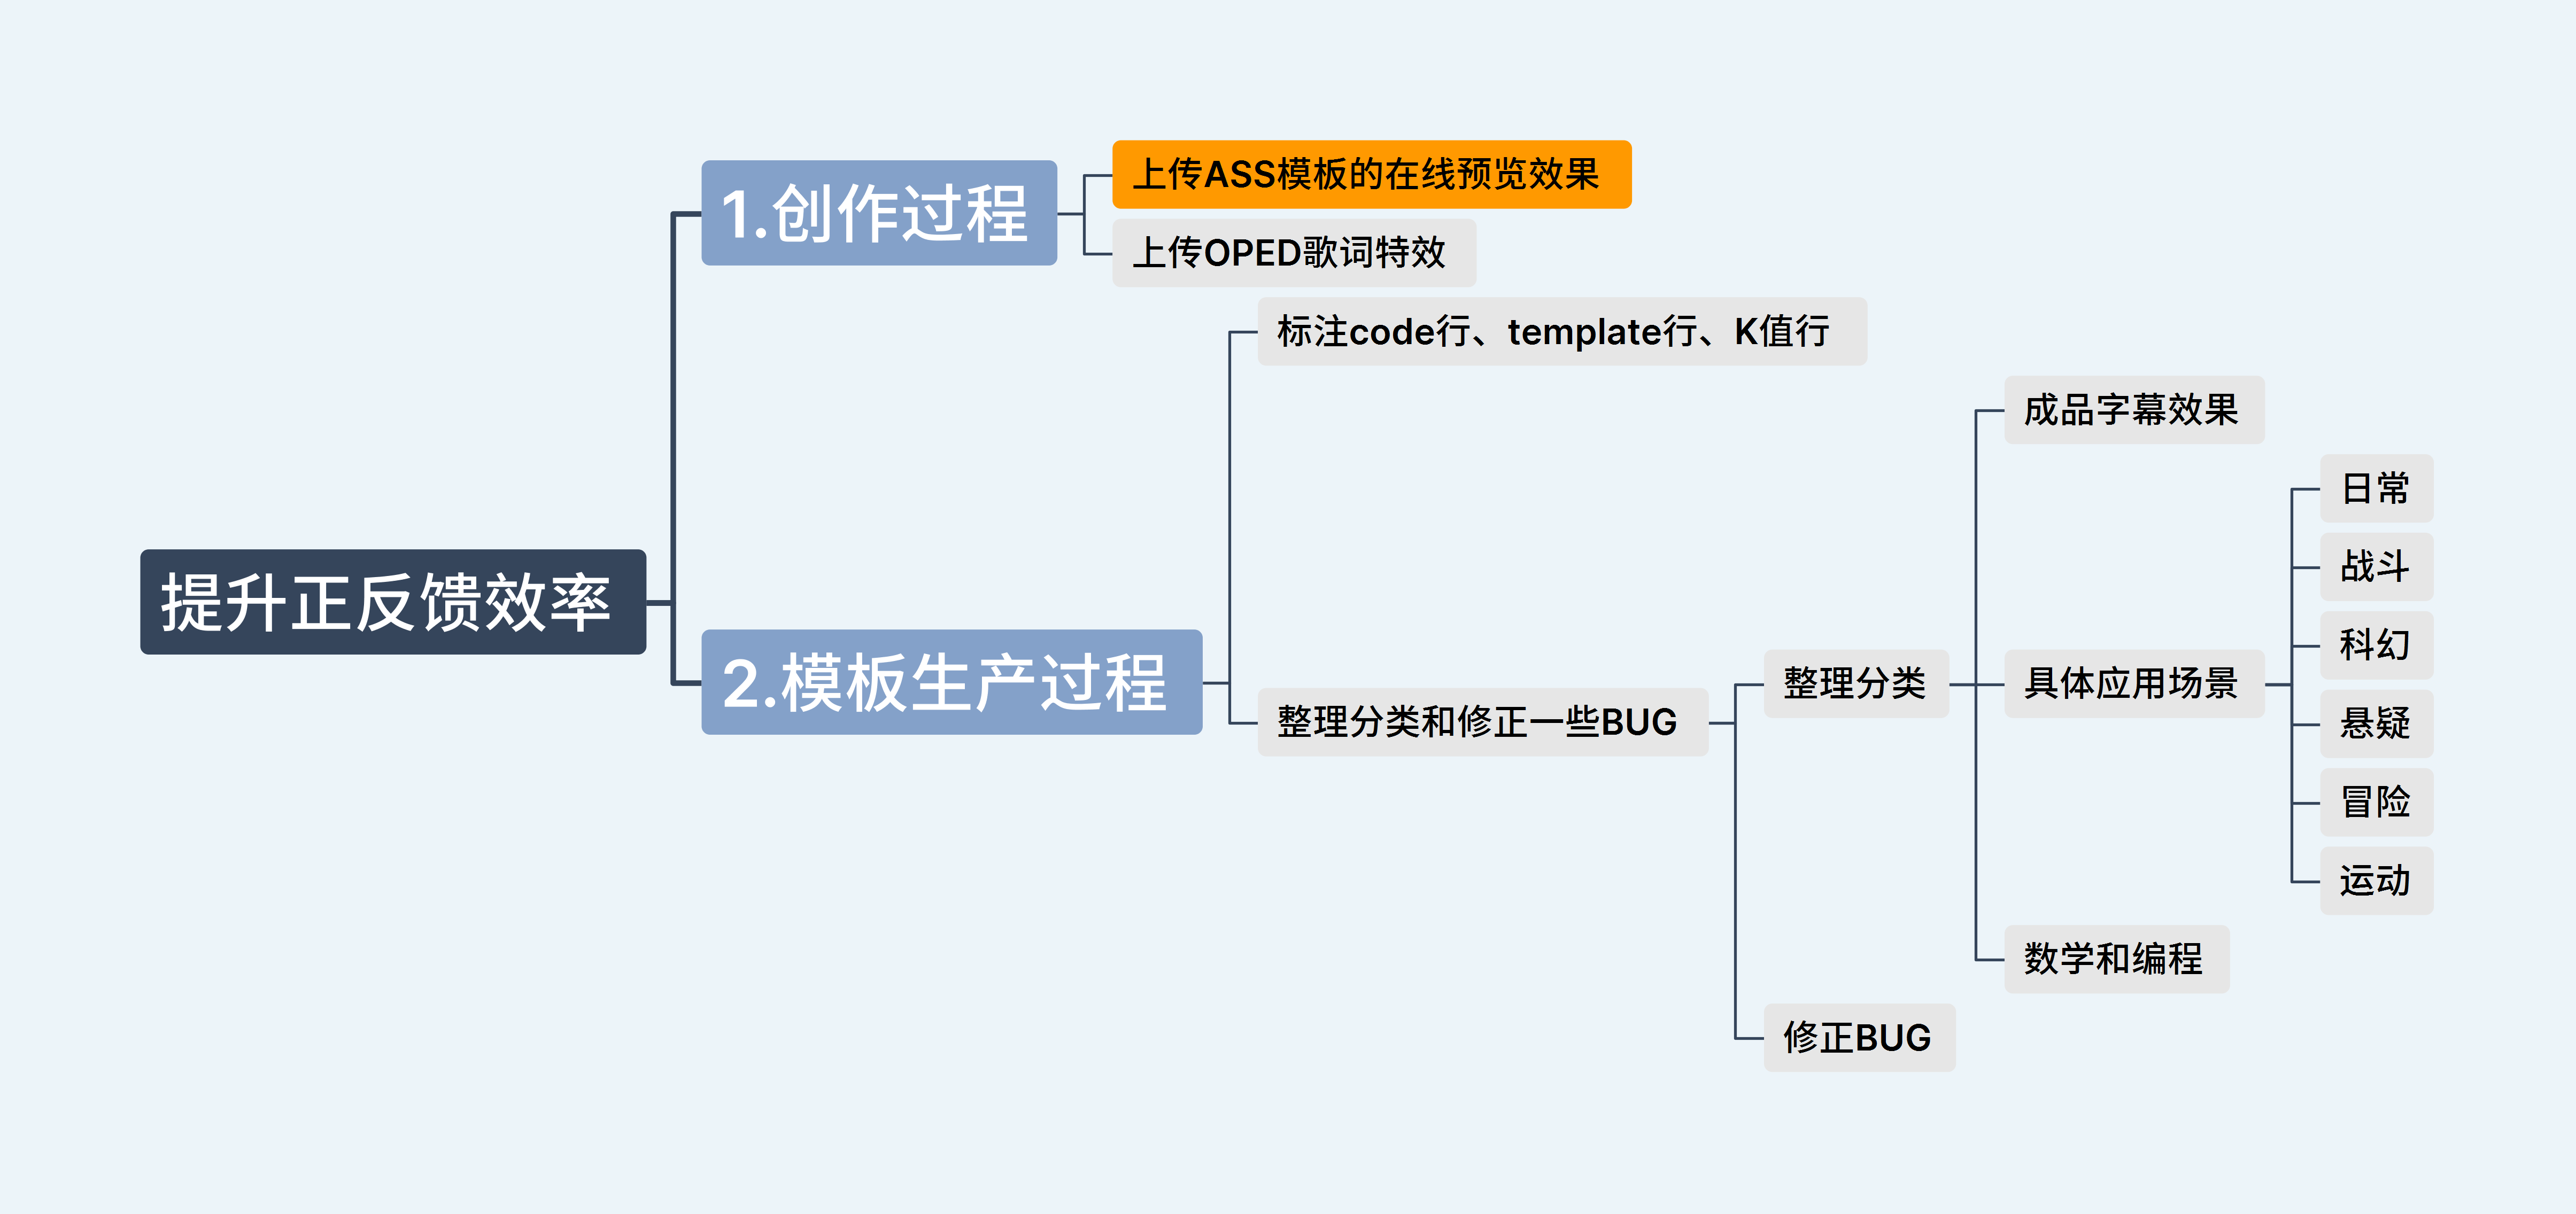 提升正反馈效率
1.创作过程
上传ASS模板的在线预览效果
上传OPED歌词特效
2.模板生产过程
标注code行、template行、K值行
整理分类和修正一些BUG
整理分类
成品字幕效果
具体应用场景
日常
战斗
科幻
悬疑
冒险
运动
数学和编程
修正BUG